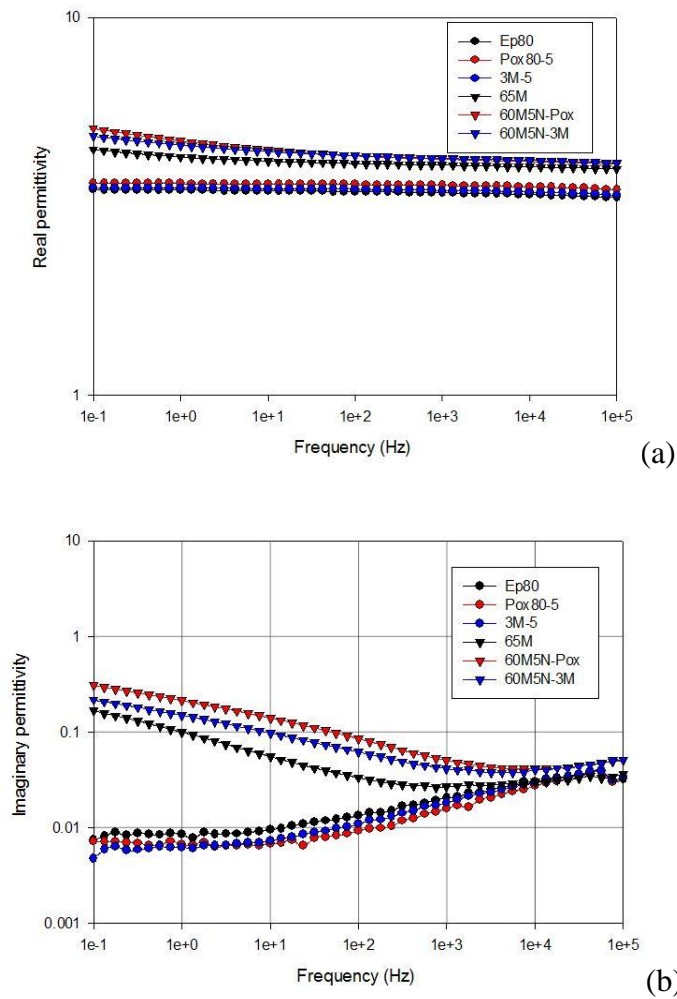 10
Ep80
Pox80-5
3M-5
65M
60M5N-Pox
60M5N-3M
Real permittivity
1
1e-1 1e+0 1e+1 1e+2 1e+3 1e+4 1e+5
Frequency (Hz)
(a)
10
Ep80
Pox80-5
3M-5
65M
60M5N-Pox
60M5N-3M
1
Imaginary permittivity
0.1
0.01
0.001
1e-1 1e+0 1e+1 1e+2 1e+3 1e+4 1e+5
Frequency (Hz)
(b)